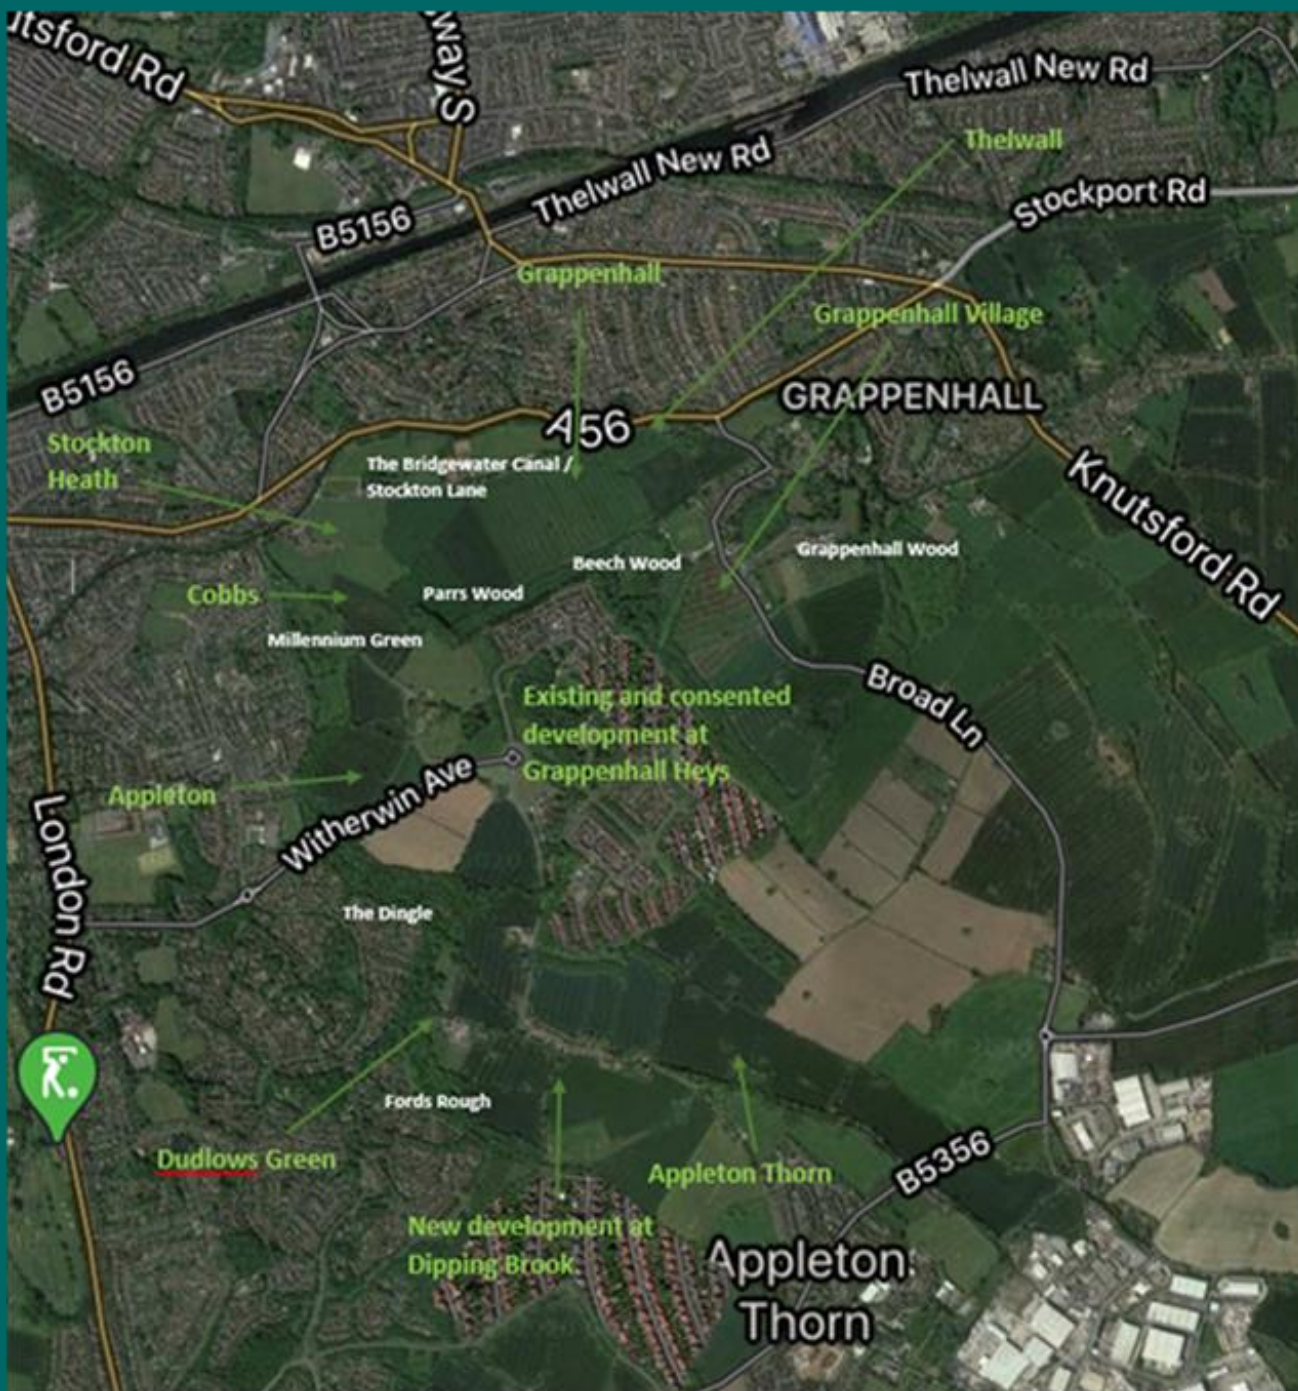 utsford Rd
way S
Thelwall New Rd
Thelwall
Thelwall New Rd
Stockport Rd
B5156
Grappenhall
Grappenhall Village
B5156
GRAPPENHALL
A56
Stockton
Heath
The Bridgewater Canal /
Stockton Lane
Knutsford Rd
Beech Wood
Grappenhall Wood
Cobbs
Parrs Wood
Millennium Green
Existing and consented
development at
Grappenhall Heys
Broad Ln
Appleton
Witherwin Ave
London Rd
The Dingle
Fords Rough
Dudlows Green
Appleton Thorn
B5356
New development at
Dipping Brook
Appleton
Thorn